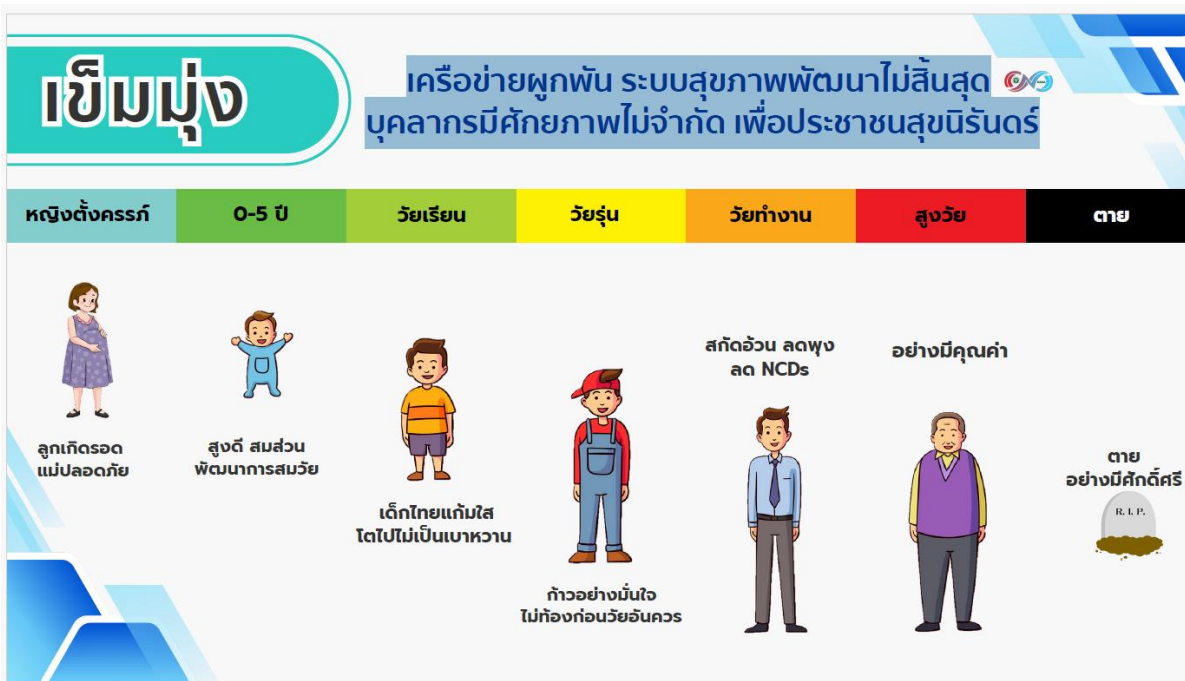 เข็มมุ่ง
เครือข่ายผูกพัน ระบบสุขภาพพัฒนาไม่สิ้นสุด
บุคลากรมีศักยภาพไม่จำกัด เพื่อประชาชนสุขนิรันดร์
หญิงตั้งครรภ์
0-5 ปี
วัยเรียน
วัยรุ่น
วัยทำงาน
สูงวัย
ตาย
ลูกเกิดรอด
แม่ปลอดภัย
สูงดี สมส่วน
พัฒนาการสมวัย
เด็กไทยแก้มใส
โตไปไม่เป็นเบาหวาน
ก้าวอย่างมั่นใจ
ไม่ท้องก่อนวัยอันควร
สกัดอ้วน ลดพุง
ลด NCDs
อย่างมีคุณค่า
ตาย
อย่างมีศักดิ์ศรี
R. I. P.